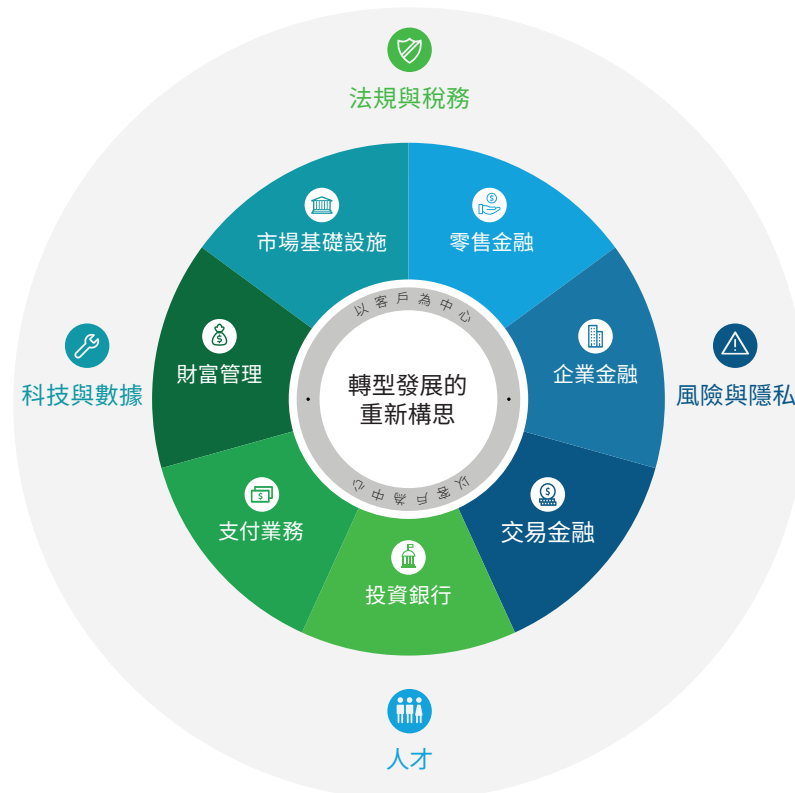 法規與稅務
市場基礎設施
零售金融
以客戶為中心
財富管理
企業金融
科技與數據
風險與隱私
轉型發展的
重新構思
以客戶為中心
支付業務
交易金融
投資銀行
人才